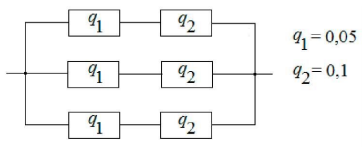 q₁ q₂
q₁ = 0,05
q₁ q₂
q₂ = 0,1
q₁ q₂